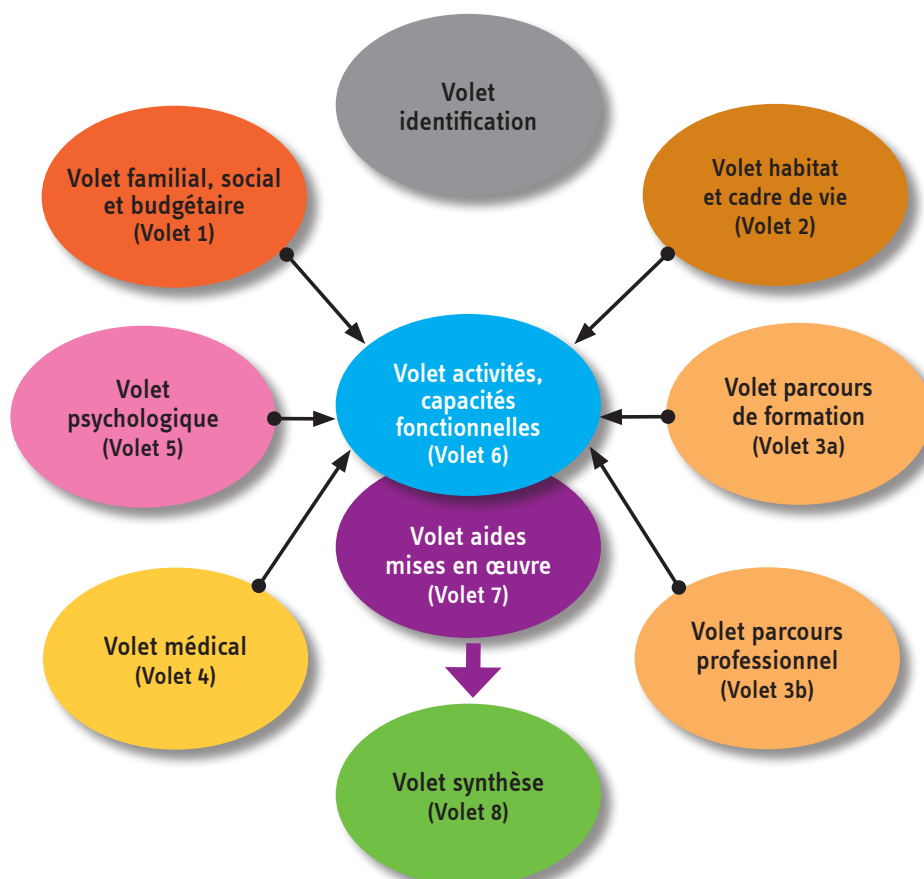 Volet
identification
Volet familial, social
et budgétaire
(Volet 1)
Volet habitat
et cadre de vie
(Volet 2)
Volet
psychologique
(Volet 5)
Volet activités,
capacités
fonctionnelles
(Volet 6)
Volet parcours
de formation
(Volet 3a)
Volet aides
mises en œuvre
(Volet 7)
Volet médical
(Volet 4)
Volet parcours
professionnel
(Volet 3b)
Volet synthèse
(Volet 8)